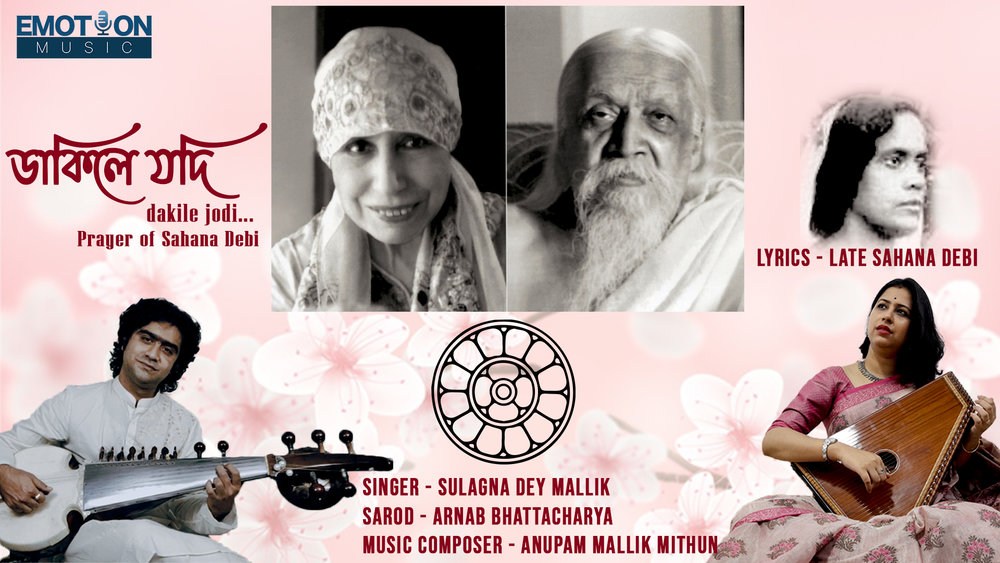 EMOTION
MUSIC
ডাকিলে যদি
dakile jodi...
Prayer of Sahana Debi
LYRICS - LATE SAHANA DEBI
SINGER - SULAGNA DEY MALLIK
SAROD - ARNAB BHATTACHARYA
MUSIC COMPOSER - ANUPAM MALLIK MITHUN